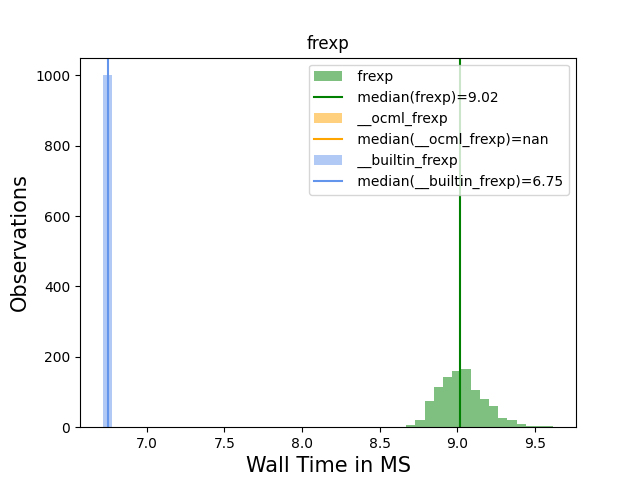 frexp
1000
800
600
400
200
0
Observations
frexp
median(frexp)=9.02
__ocml_frexp
median(__ocml_frexp)=nan
__builtin_frexp
median(__builtin_frexp)=6.75
7.0 7.5 8.0 8.5 9.0 9.5
Wall Time in MS